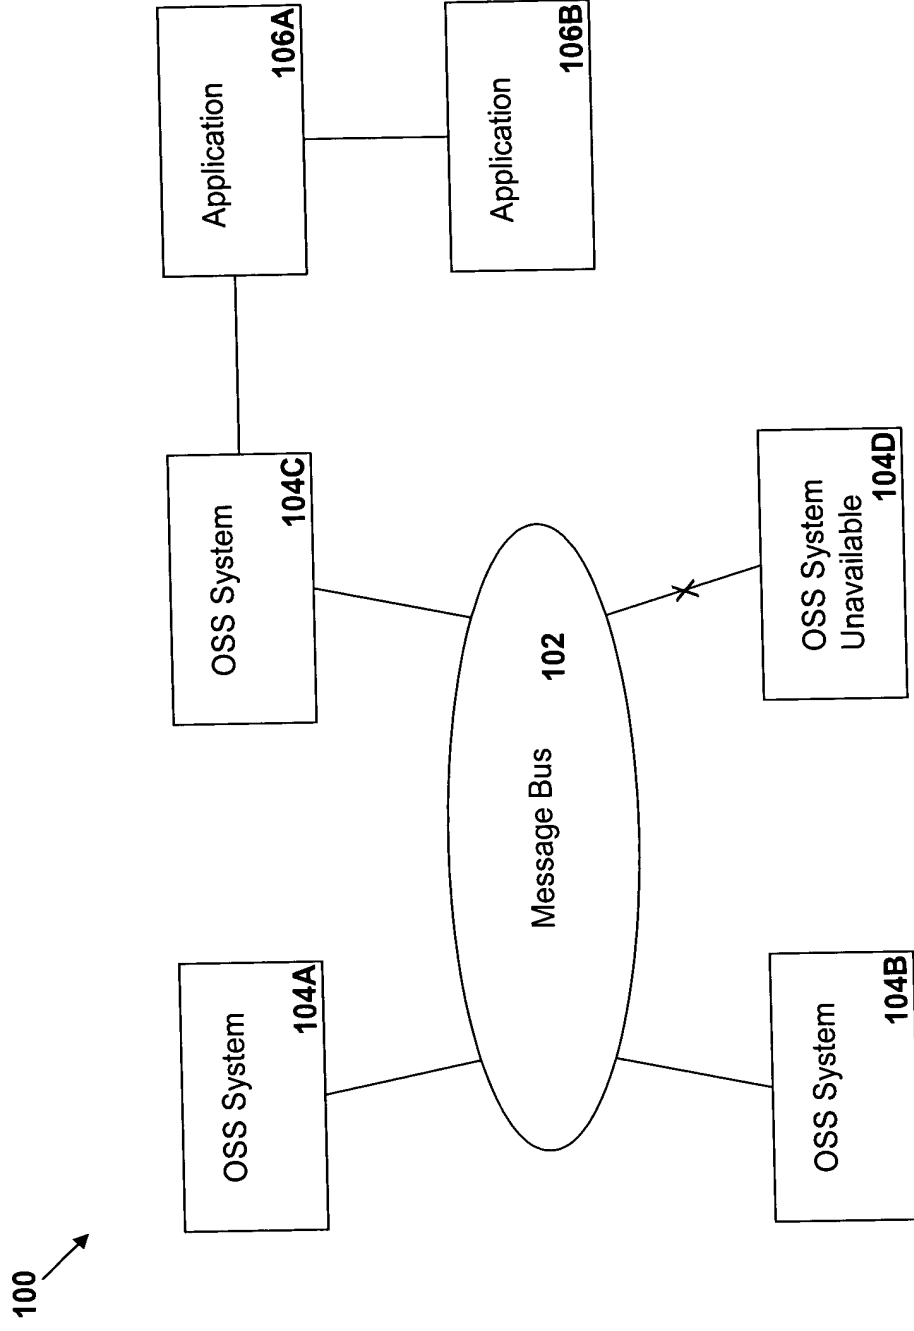 100
OSS System
104A
OSS System
104C
Application
106A
Message Bus
102
Application
106B
OSS System
104B
OSS System
Unavailable
104D